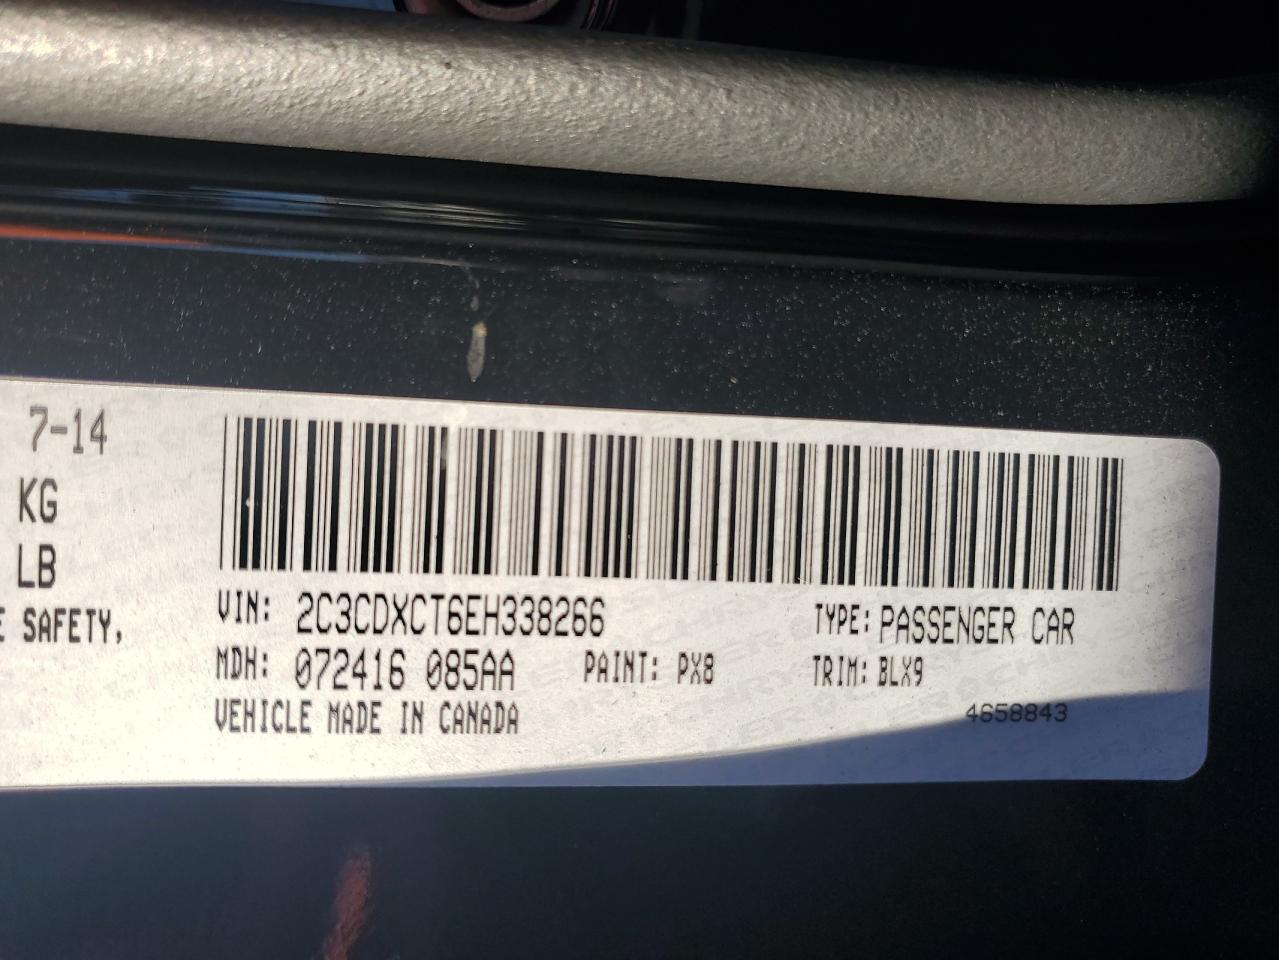 7-14
KG
LB
E SAFETY,
VIN: 2C3CDXCT6EH338266 TYPE: PASSENGER CAR
MDH: 072416 085AA PAINT: PX8 TRIM: BLX9
VEHICLE MADE IN CANADA 4658843